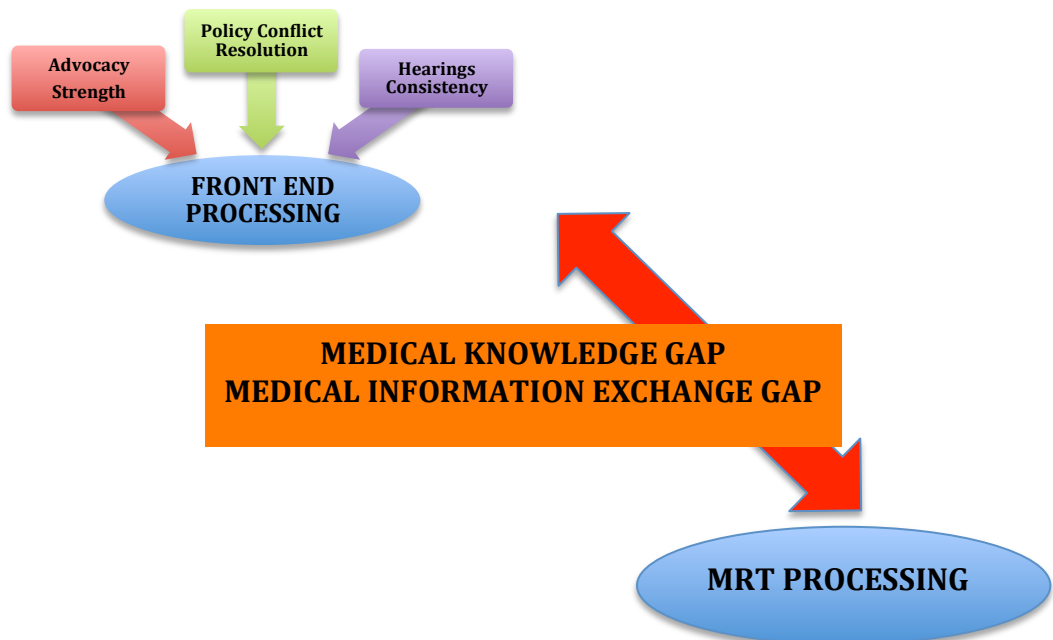 Policy Conflict
Resolution
Advocacy
Strength
Hearings
Consistency
FRONT END
PROCESSING
MEDICAL KNOWLEDGE GAP
MEDICAL INFORMATION EXCHANGE GAP
MRT PROCESSING